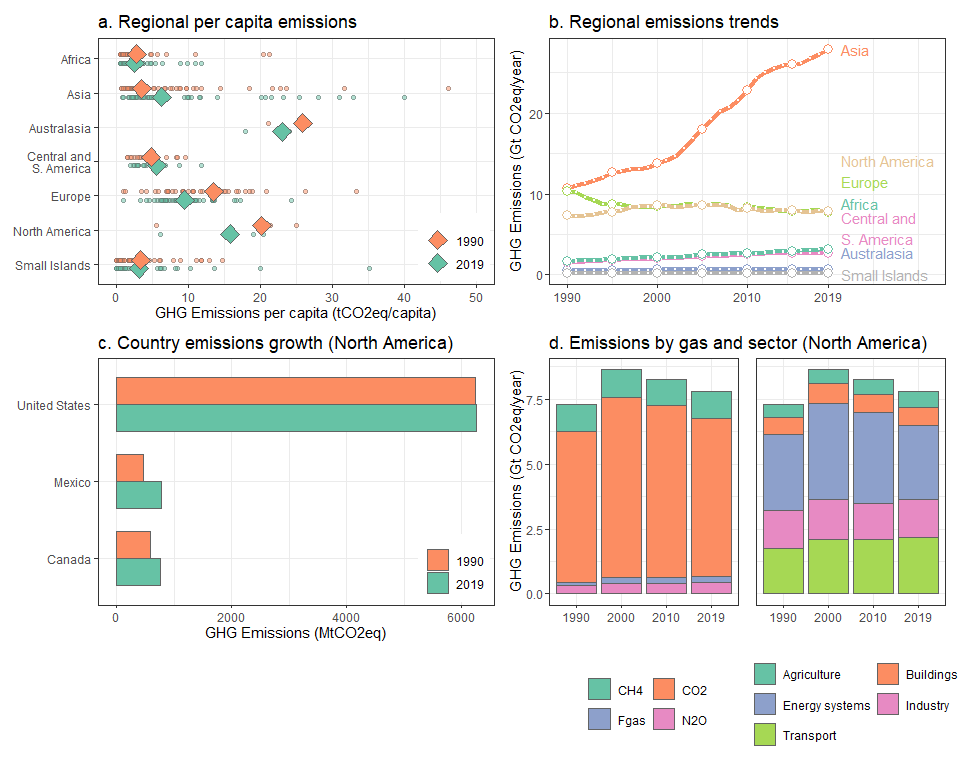 a. Regional per capita emissions
Africa
Asia
Australasia
Central and
S. America
Europe
North America
Small Islands
1990
2019
0
10
20
30
40
50
GHG Emissions per capita (tCO2eq/capita)
b. Regional emissions trends
GHG Emissions (Gt CO2eq/year)
20
10
0
Asia
North America
Europe
Africa
Central and
S. America
Australasia
Small Islands
1990
2000
2010
2019
c. Country emissions growth (North America)
United States
Mexico
Canada
1990
2019
0
2000
4000
6000
GHG Emissions (MtCO2eq)
d. Emissions by gas and sector (North America)
GHG Emissions (Gt CO2eq/year)
7.5
5.0
2.5
0.0
1990
2000
2010
2019
1990
2000
2010
2019
CH4
CO2
Fgas
N2O
Agriculture
Buildings
Energy systems
Industry
Transport